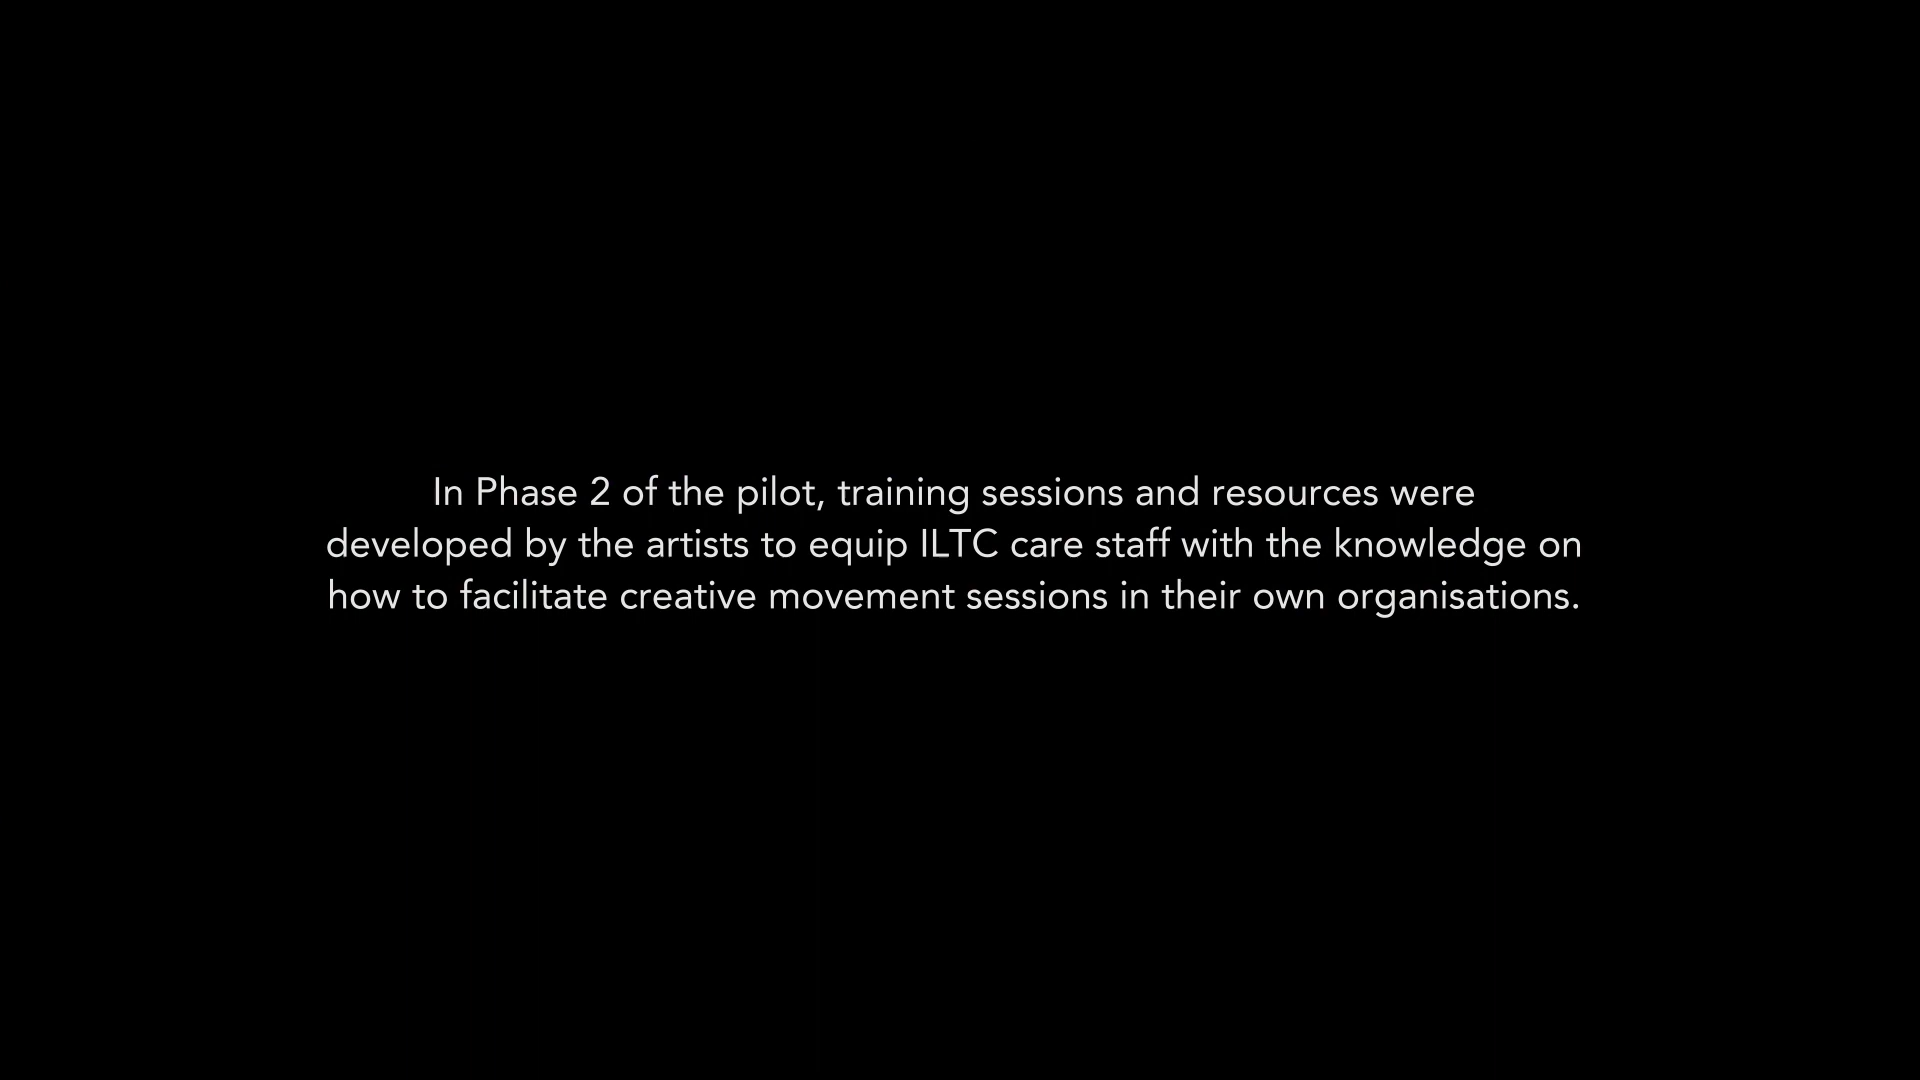 In Phase 2 of the pilot, training sessions and resources were
developed by the artists to equip ILTC care staff with the knowledge on
how to facilitate creative movement sessions in their own organisations.